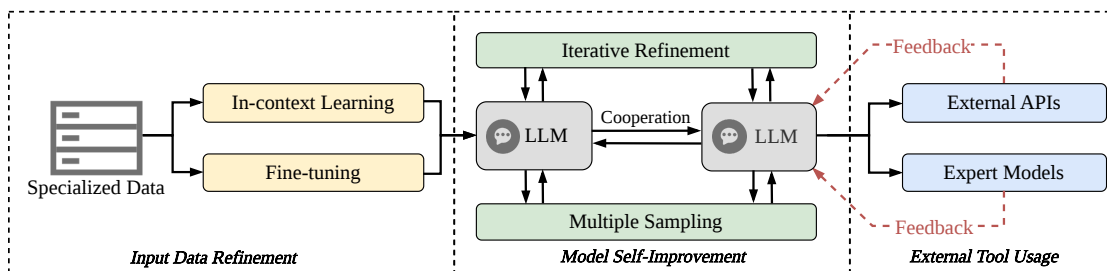 Specialized Data
In-context Learning
Fine-tuning
Input Data Refinement
Iterative Refinement
LLM
Cooperation
LLM
Multiple Sampling
Model Self-Improvement
Feedback
External APIs
Expert Models
Feedback
External Tool Usage